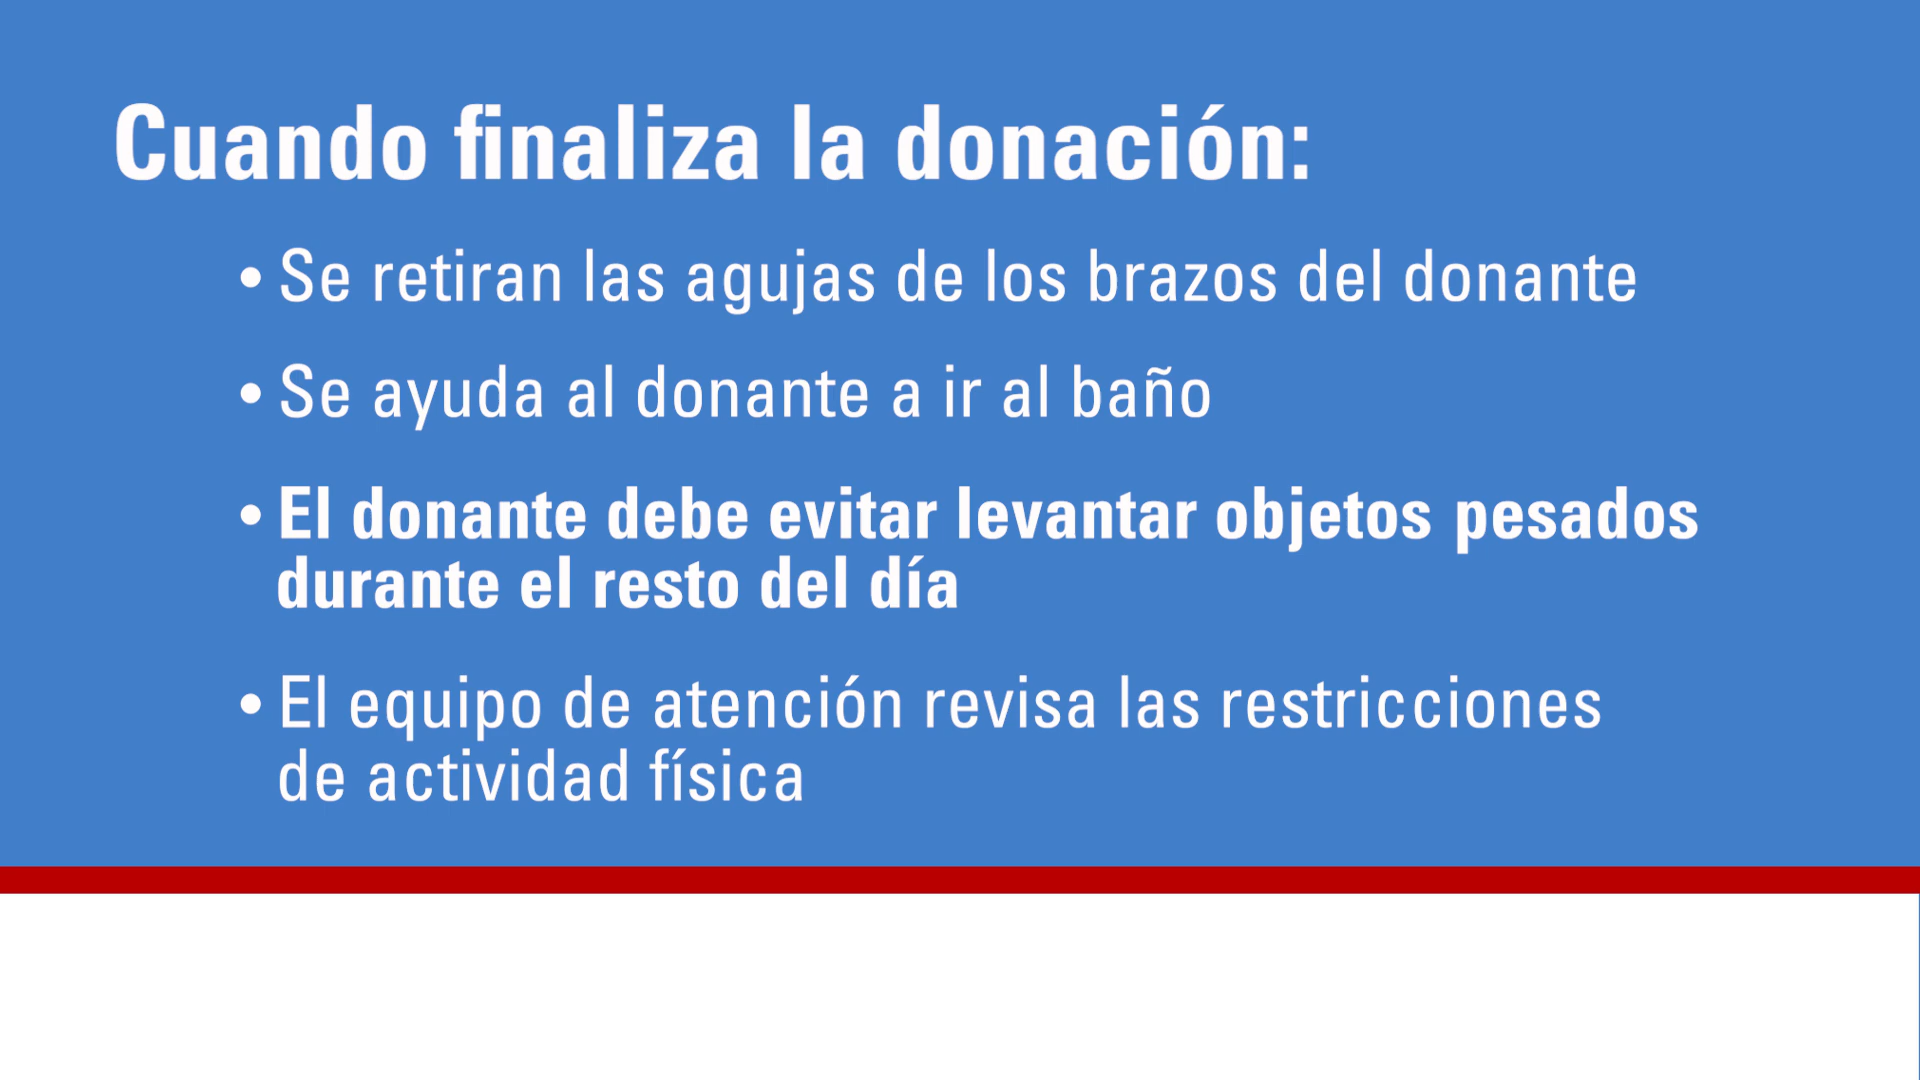 Cuando finaliza la donación:
• Se retiran las agujas de los brazos del donante
• Se ayuda al donante a ir al baño
• El donante debe evitar levantar objetos pesados
durante el resto del día
• El equipo de atención revisa las restricciones
de actividad física